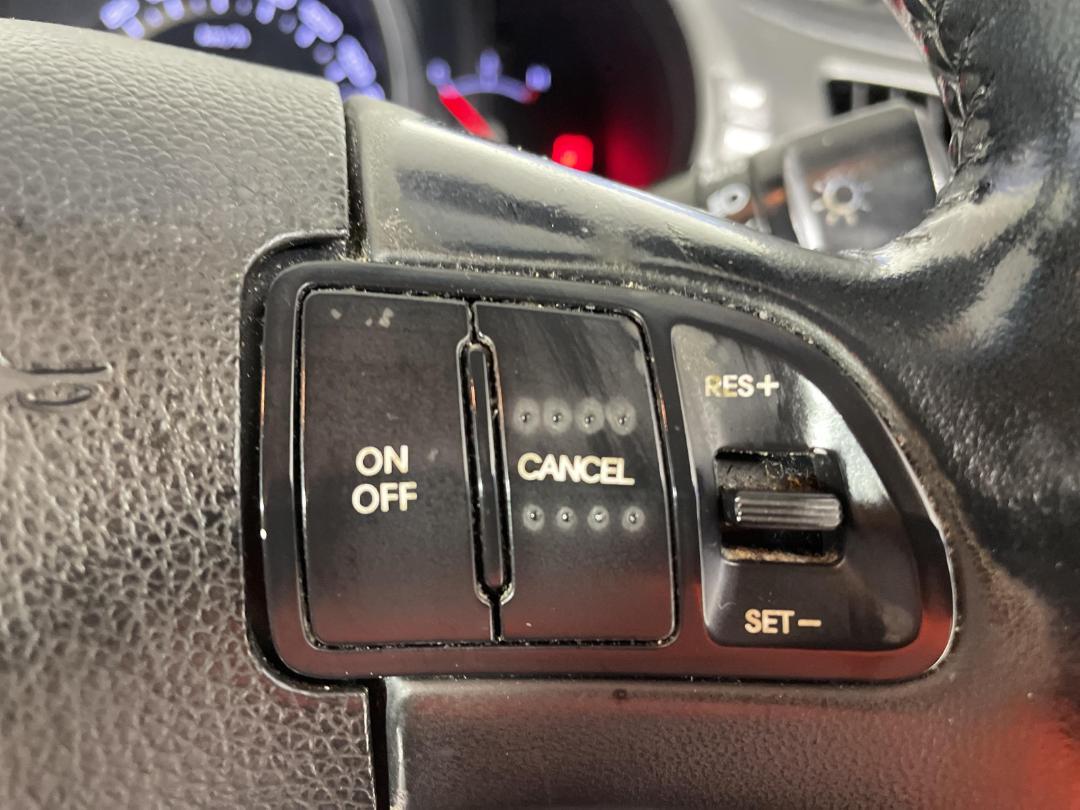 ON
OFF
CANCEL
RES+
SET-